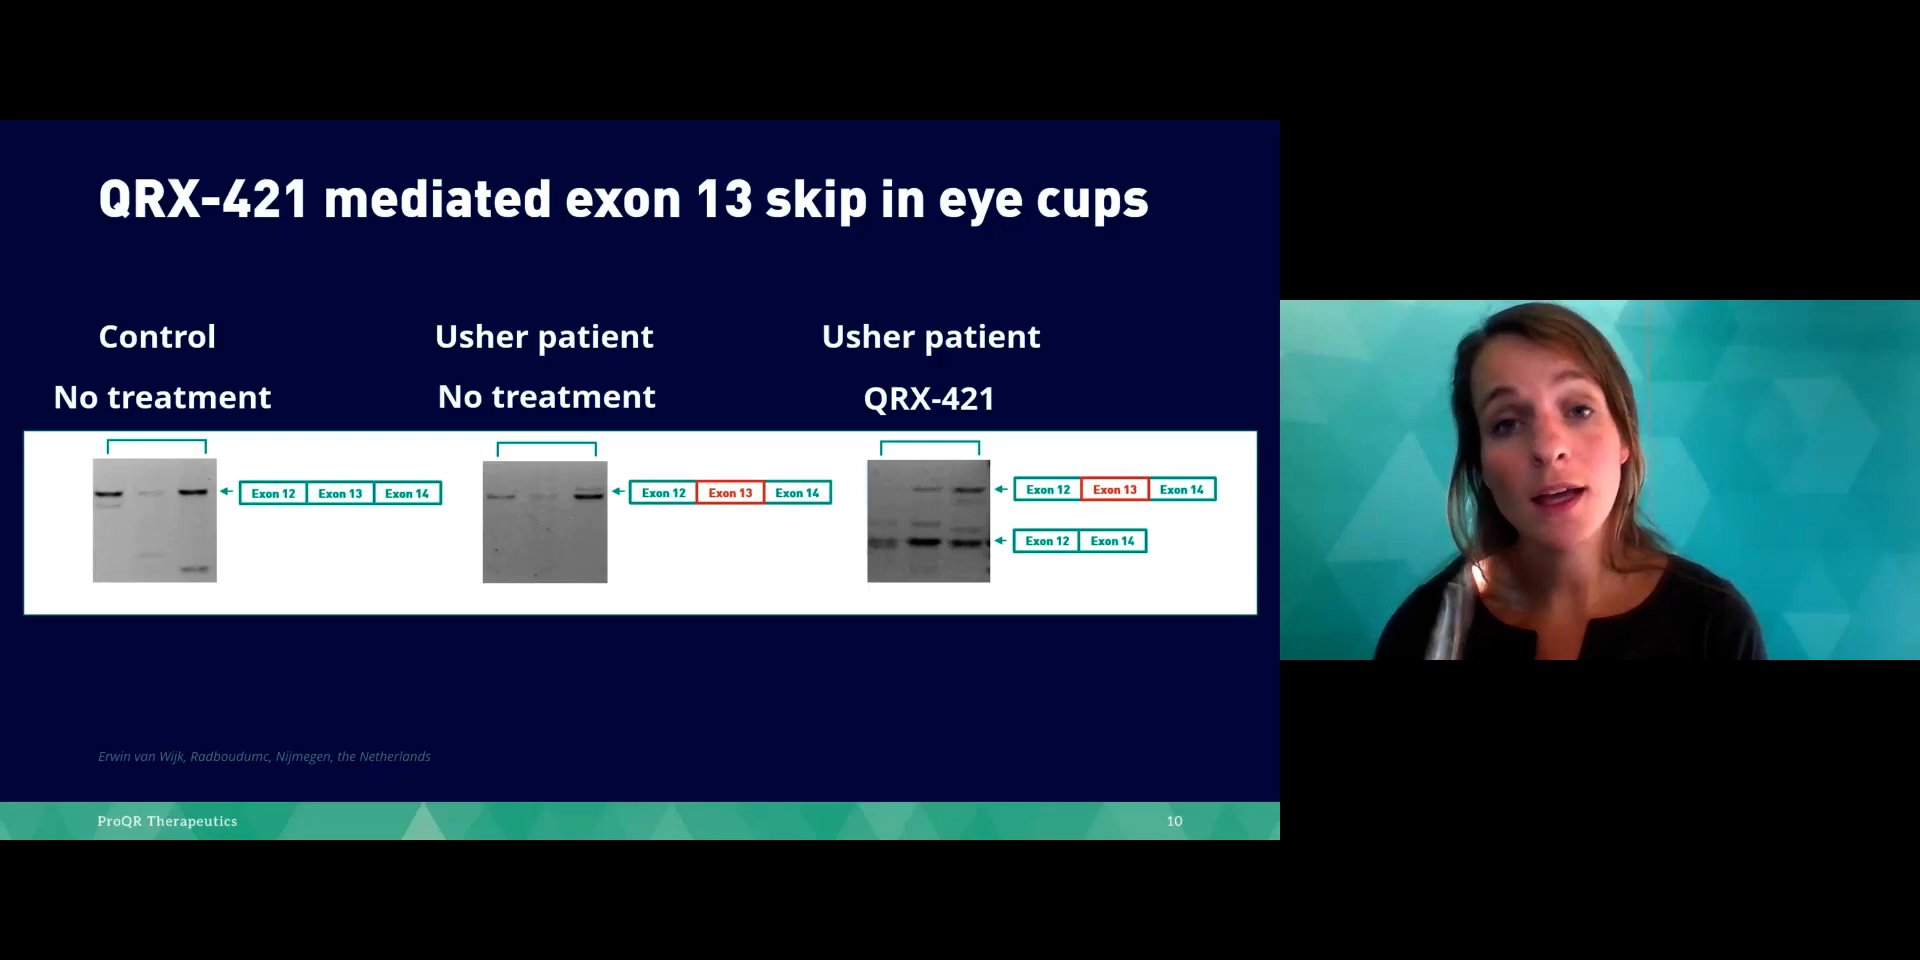 QRX-421 mediated exon 13 skip in eye cups
Control
No treatment
Usher patient
No treatment
Usher patient
QRX-421
Exon 12 Exon 13 Exon 14
Exon 12 Exon 13 Exon 14
Exon 12 Exon 13 Exon 14
Exon 12 Exon 14
Erwin van Wijk, Radboudumc, Nijmegen, the Netherlands
ProQR Therapeutics
10